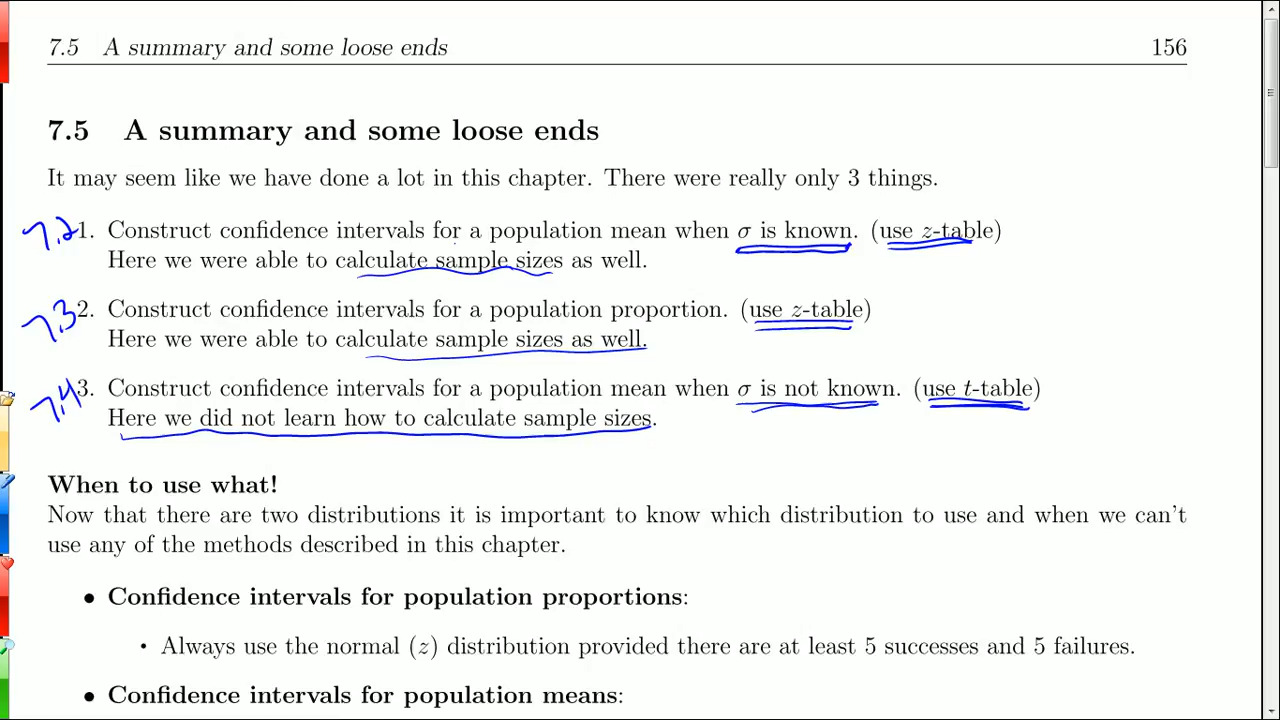 7.5 A summary and some loose ends 156
7.5 A summary and some loose ends
It may seem like we have done a lot in this chapter. There were really only 3 things.
7.2 1. Construct confidence intervals for a population mean when σ is known. (use z-table)
Here we were able to calculate sample sizes as well.
7.3 2. Construct confidence intervals for a population proportion. (use z-table)
Here we were able to calculate sample sizes as well.
7.4 3. Construct confidence intervals for a population mean when σ is not known. (use t-table)
Here we did not learn how to calculate sample sizes.
When to use what!
Now that there are two distributions it is important to know which distribution to use and when we can't
use any of the methods described in this chapter.
• Confidence intervals for population proportions:
· Always use the normal (z) distribution provided there are at least 5 successes and 5 failures.
• Confidence intervals for population means: